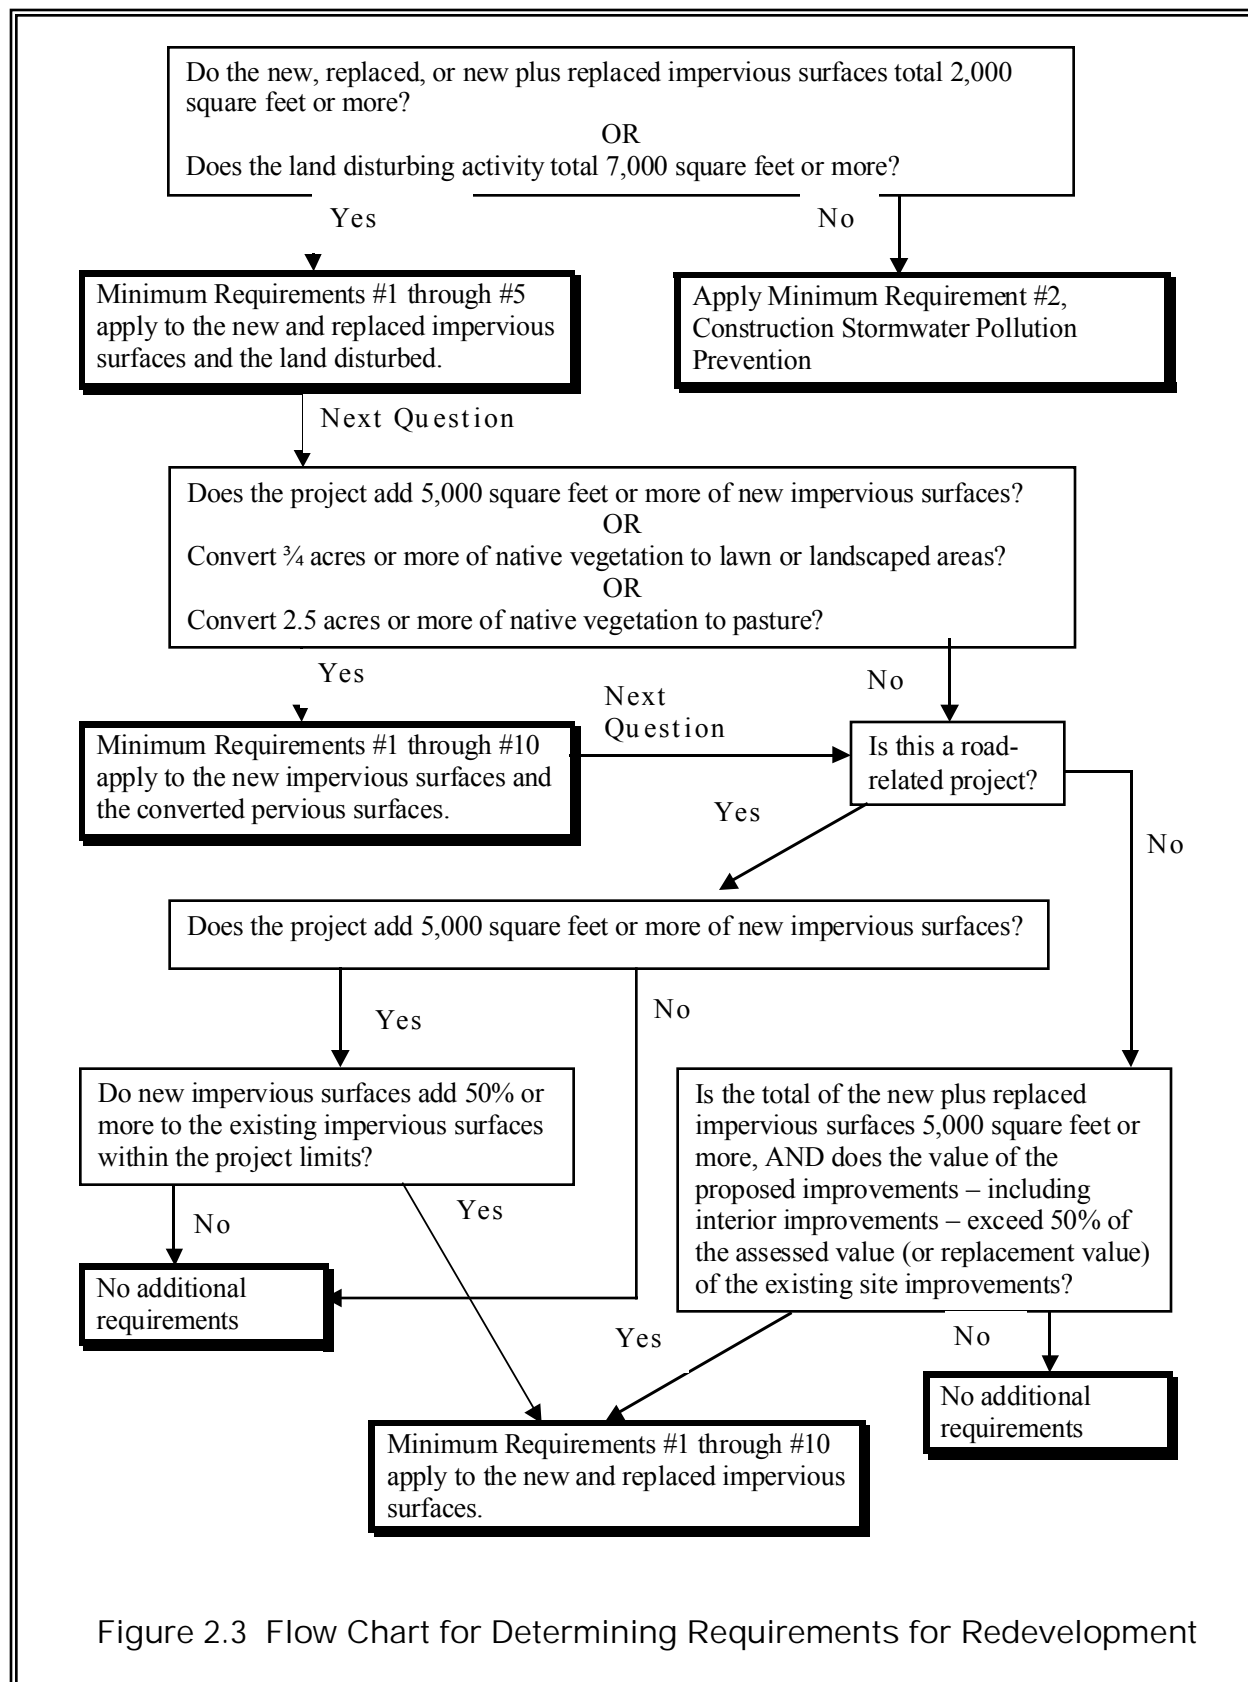 Do the new, replaced, or new plus replaced impervious surfaces total 2,000
square feet or more?
OR
Does the land disturbing activity total 7,000 square feet or more?
Yes
No
Minimum Requirements #1 through #5
apply to the new and replaced impervious
surfaces and the land disturbed.
Apply Minimum Requirement #2,
Construction Stormwater Pollution
Prevention
Next Question
Does the project add 5,000 square feet or more of new impervious surfaces?
OR
Convert ¾ acres or more of native vegetation to lawn or landscaped areas?
OR
Convert 2.5 acres or more of native vegetation to pasture?
Yes
No
Next
Question
Minimum Requirements #1 through #10
apply to the new impervious surfaces and
the converted pervious surfaces.
Is this a road-
related project?
Yes
No
Does the project add 5,000 square feet or more of new impervious surfaces?
Yes
No
Do new impervious surfaces add 50% or
more to the existing impervious surfaces
within the project limits?
Is the total of the new plus replaced
impervious surfaces 5,000 square feet or
more, AND does the value of the
proposed improvements – including
interior improvements – exceed 50% of
the assessed value (or replacement value)
of the existing site improvements?
No
Yes
No additional
requirements
Yes
No
No additional
requirements
Minimum Requirements #1 through #10
apply to the new and replaced impervious
surfaces.
Figure 2.3 Flow Chart for Determining Requirements for Redevelopment